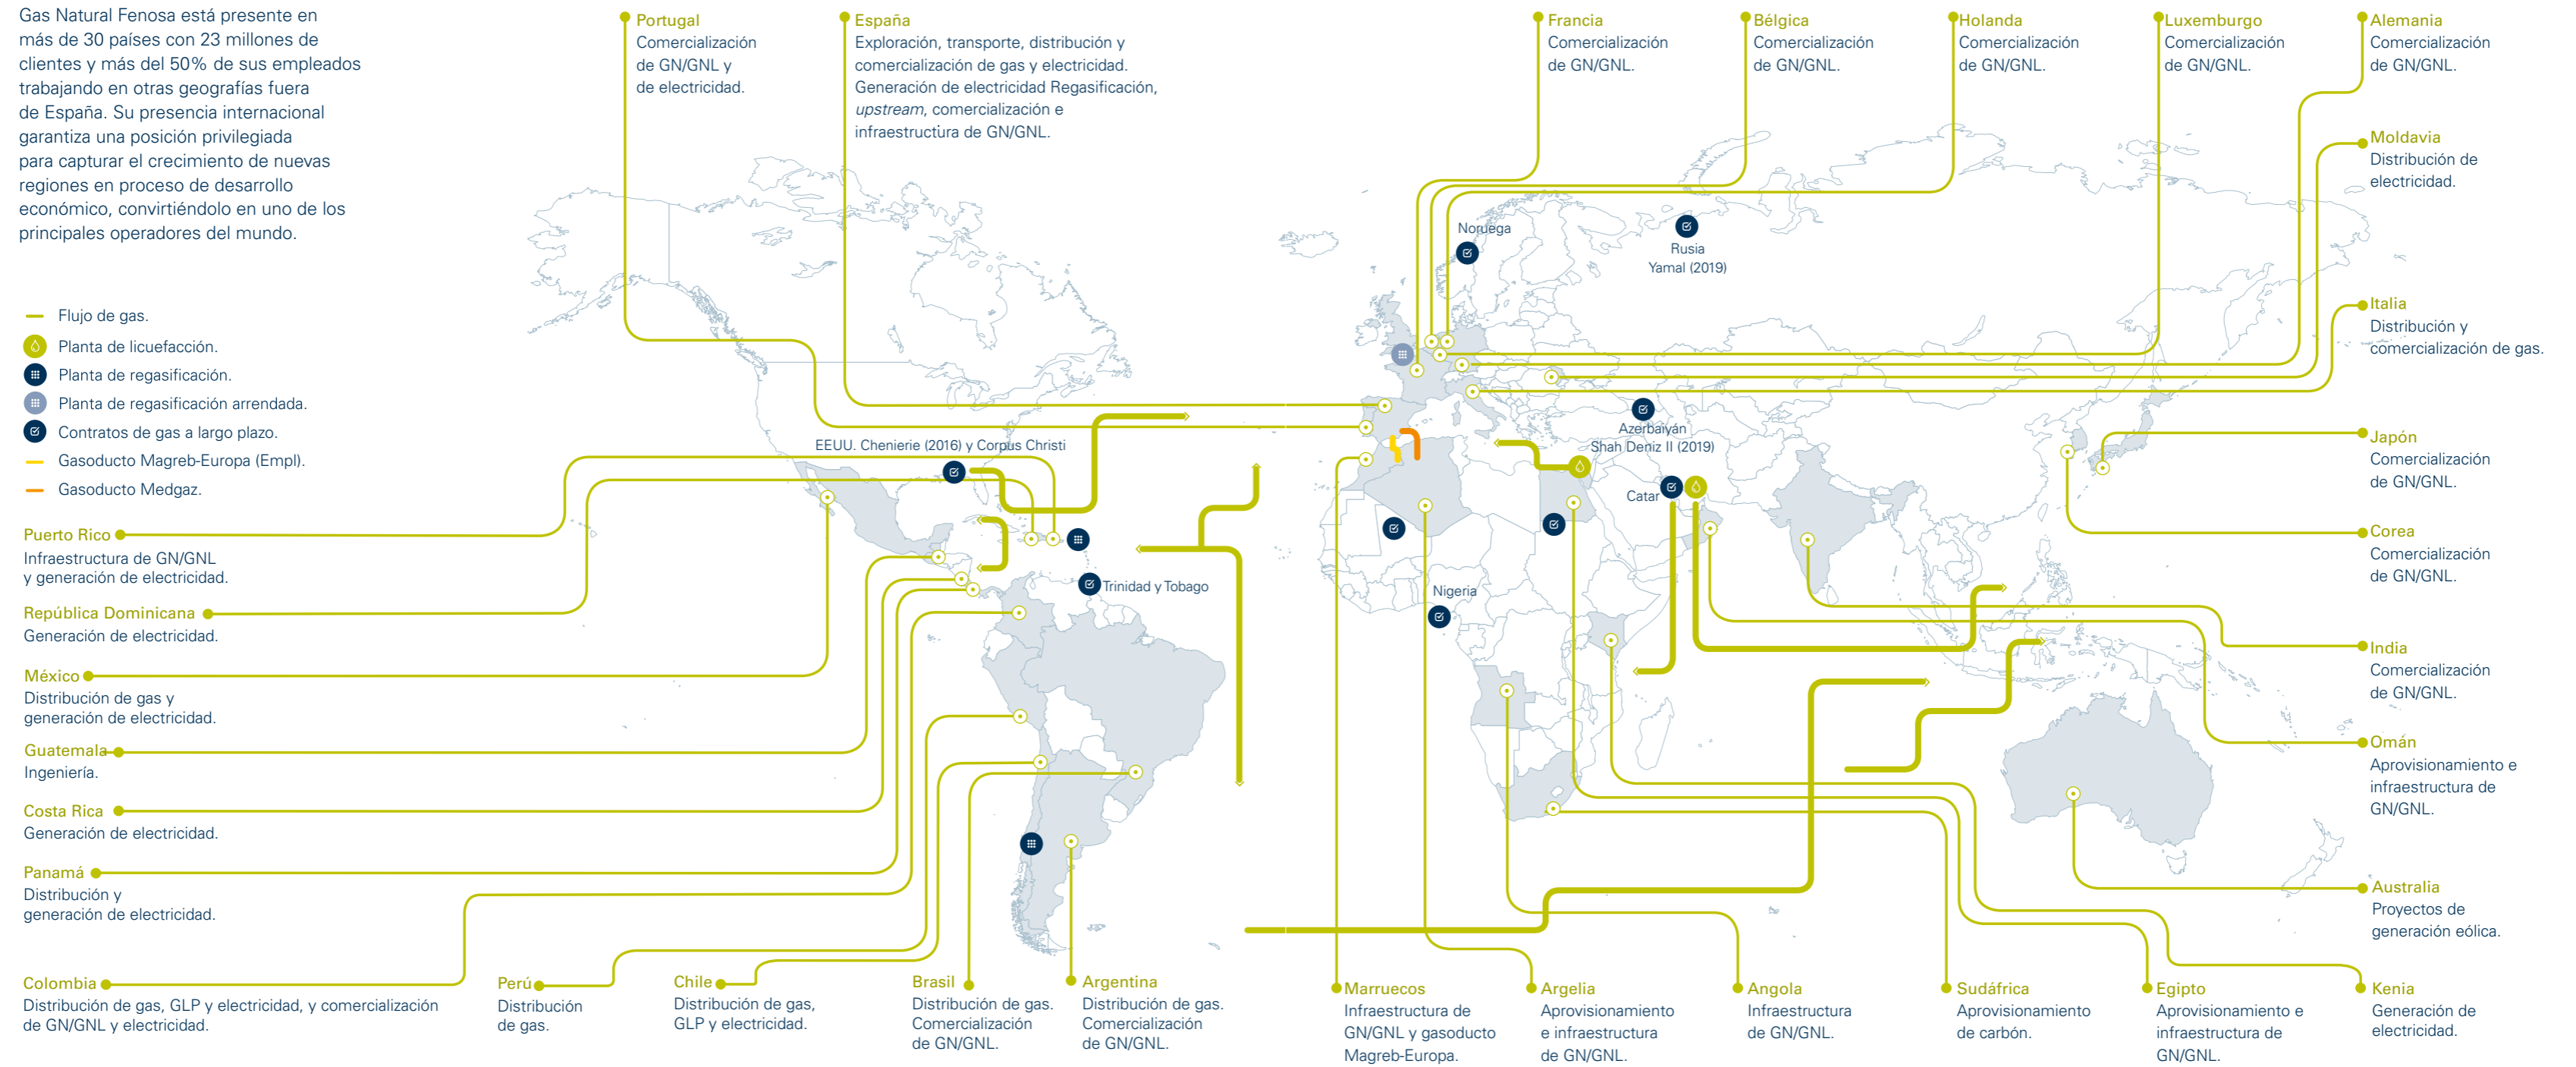 Gas Natural Fenosa está presente en
más de 30 países con 23 millones de
clientes y más del 50% de sus empleados
trabajando en otras geografías fuera
de España. Su presencia internacional
garantiza una posición privilegiada
para capturar el crecimiento de nuevas
regiones en proceso de desarrollo
económico, convirtiéndolo en uno de los
principales operadores del mundo.
Flujo de gas.
Planta de licuefacción.
Planta de regasificación.
Planta de regasificación arrendada.
Contratos de gas a largo plazo.
Gasoducto Magreb-Europa (Empl).
Gasoducto Medgaz.
Portugal
Comercialización
de GN/GNL y
de electricidad.
España
Exploración, transporte, distribución y
comercialización de gas y electricidad.
Generación de electricidad Regasificación,
upstream, comercialización e
infraestructura de GN/GNL.
Francia
Comercialización
de GN/GNL.
Bélgica
Comercialización
de GN/GNL.
Holanda
Comercialización
de GN/GNL.
Luxemburgo
Comercialización
de GN/GNL.
Alemania
Comercialización
de GN/GNL.
Moldavia
Distribución de
electricidad.
Italia
Distribución y
comercialización de gas.
Japón
Comercialización
de GN/GNL.
Corea
Comercialización
de GN/GNL.
India
Comercialización
de GN/GNL.
Omán
Aprovisionamiento e
infraestructura de
GN/GNL.
Australia
Proyectos de
generación eólica.
Noruega
Rusia
Yamal (2019)
Azerbaiyán
Shah Deniz II (2019)
Catar
Nigeria
EEUU. Chenierie (2016) y Corpus Christi
Trinidad y Tobago
Puerto Rico
Infraestructura de GN/GNL
y generación de electricidad.
República Dominicana
Generación de electricidad.
México
Distribución de gas y
generación de electricidad.
Guatemala
Ingeniería.
Costa Rica
Generación de electricidad.
Panamá
Distribución y
generación de electricidad.
Colombia
Distribución de gas, GLP y electricidad, y comercialización
de GN/GNL y electricidad.
Perú
Distribución
de gas.
Chile
Distribución de gas,
GLP y electricidad.
Brasil
Distribución de gas.
Comercialización
de GN/GNL.
Argentina
Distribución de gas.
Comercialización
de GN/GNL.
Marruecos
Infraestructura de
GN/GNL y gasoducto
Magreb-Europa.
Argelia
Aprovisionamiento
e infraestructura
de GN/GNL.
Angola
Infraestructura
de GN/GNL.
Sudáfrica
Aprovisionamiento
de carbón.
Egipto
Aprovisionamiento e
infraestructura de
GN/GNL.
Kenia
Generación de
electricidad.